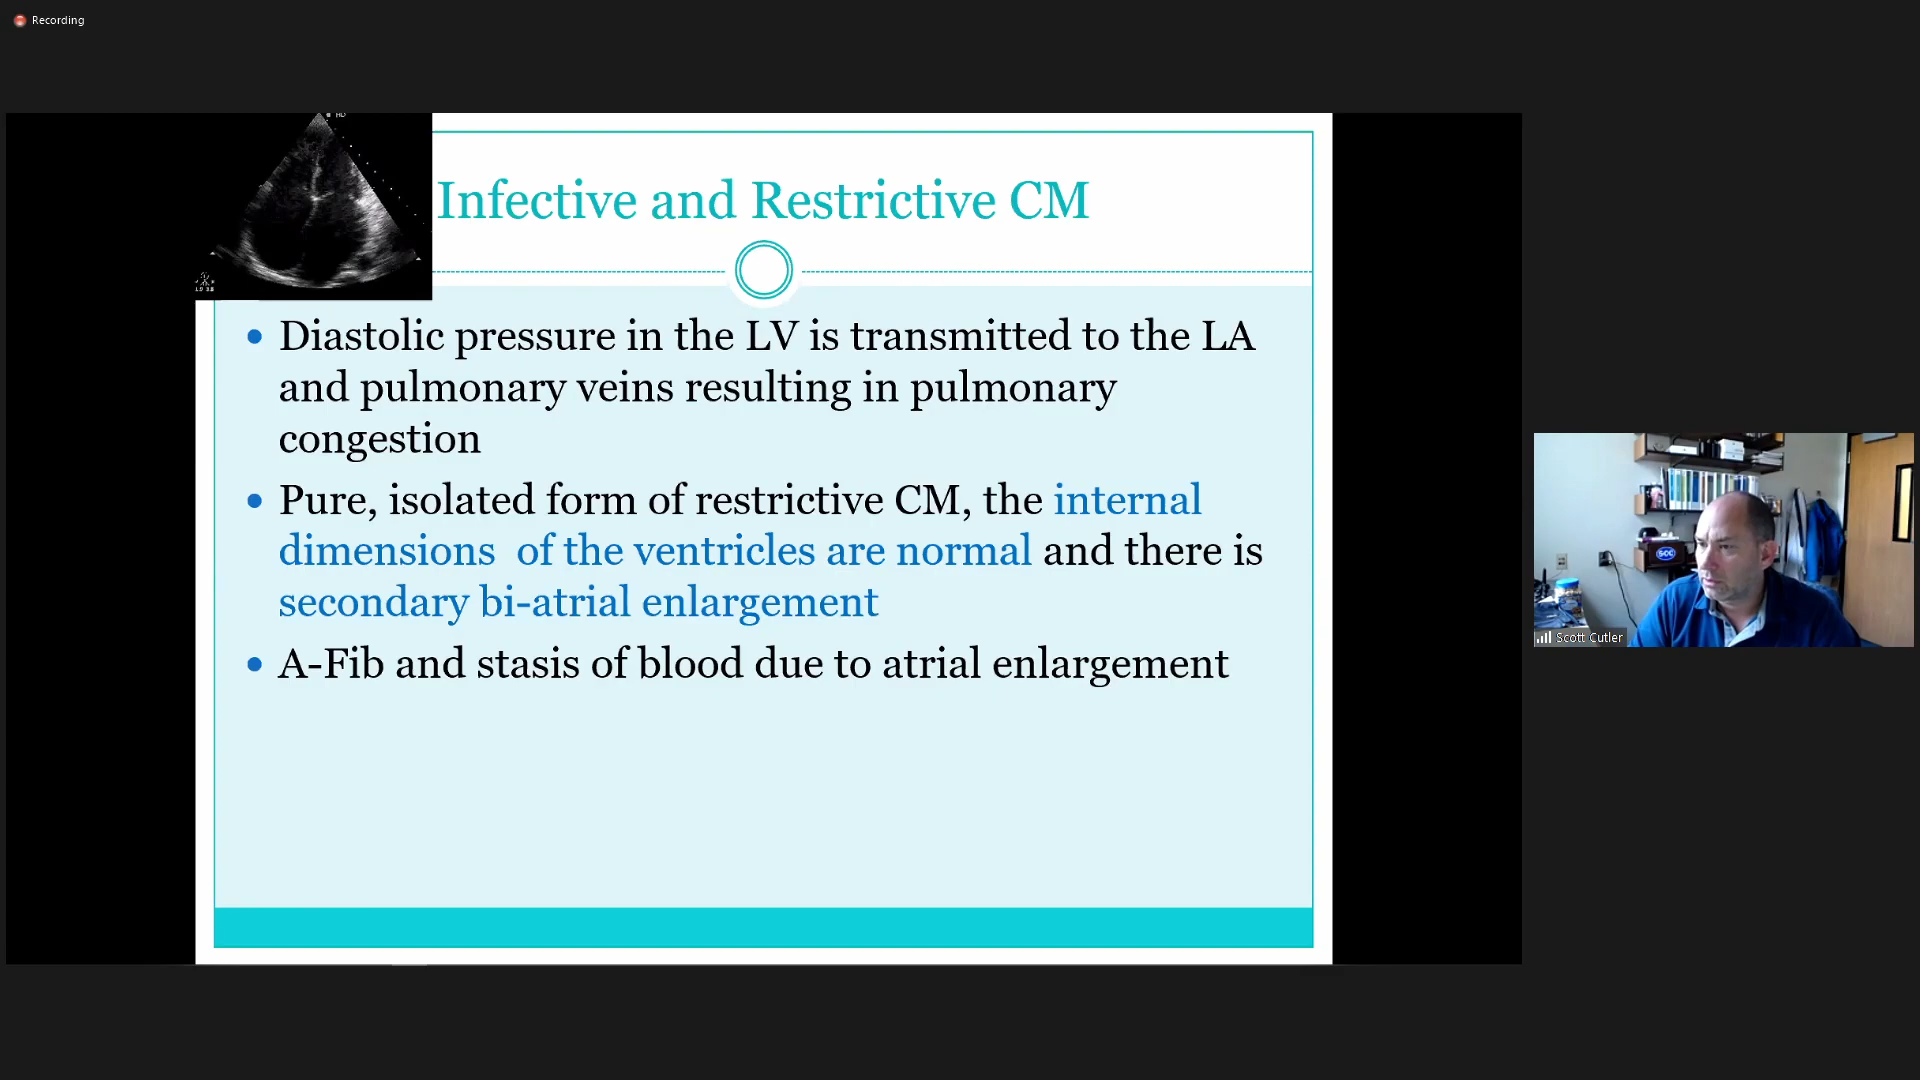 Recording
HD
Infective and Restrictive CM
Diastolic pressure in the LV is transmitted to the LA
and pulmonary veins resulting in pulmonary
congestion
Pure, isolated form of restrictive CM, the internal
dimensions of the ventricles are normal and there is
secondary bi-atrial enlargement
A-Fib and stasis of blood due to atrial enlargement
SCC
Scott Cutler